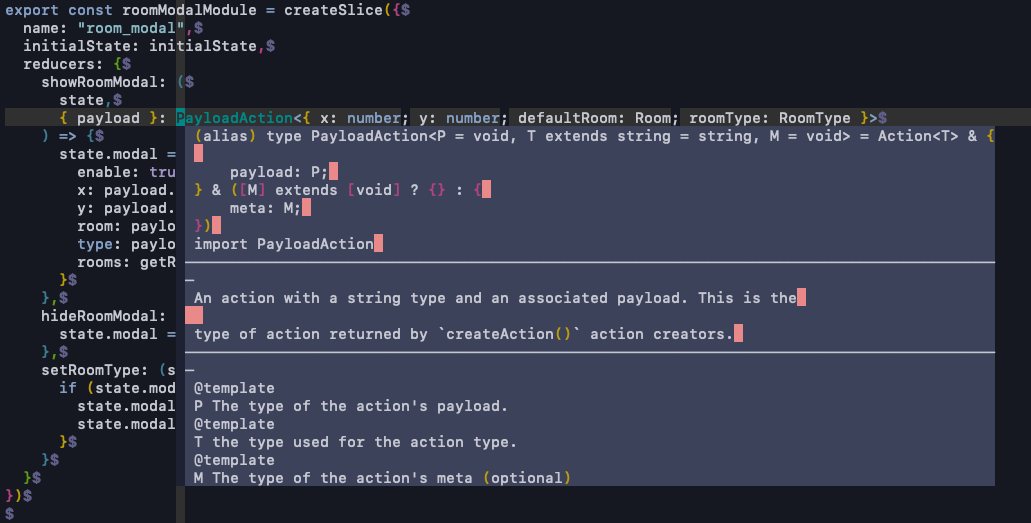 export const roomModalModule = createSlice({$
name: "room_modal",$
initialState: initialState,$
reducers: {$
showRoomModal: ($
state,$
{ payload }: PayloadAction<{ x: number; y: number; defaultRoom: Room; roomType: RoomType }>$
) => {$
(alias) type PayloadAction<P = void, T extends string = string, M = void> = Action<T> & {
state.modal =
enable: tru
payload: P;
x: payload.
} & ([M] extends [void] ? {} : {
y: payload.
meta: M;
room: paylo
})
type: paylo
import PayloadAction
rooms: getR
}$
},$
An action with a string type and an associated payload. This is the
hideRoomModal:
state.modal =
type of action returned by `createAction()` action creators.
},$
setRoomType: (s
if (state.mod
@template
state.modal
P The type of the action's payload.
state.modal
@template
}$
T the type used for the action type.
}$
@template
}$
M The type of the action's meta (optional)
})$
$